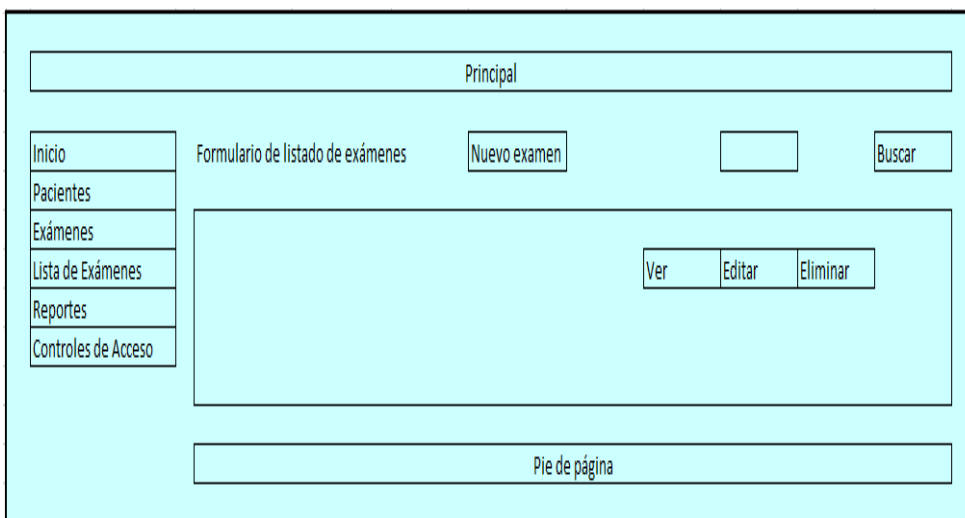 Principal
Inicio
Formulario de listado de exámenes
Nuevo examen
Buscar
Pacientes
Exámenes
Lista de Exámenes
Ver
Editar
Eliminar
Reportes
Controles de Acceso
Pie de página